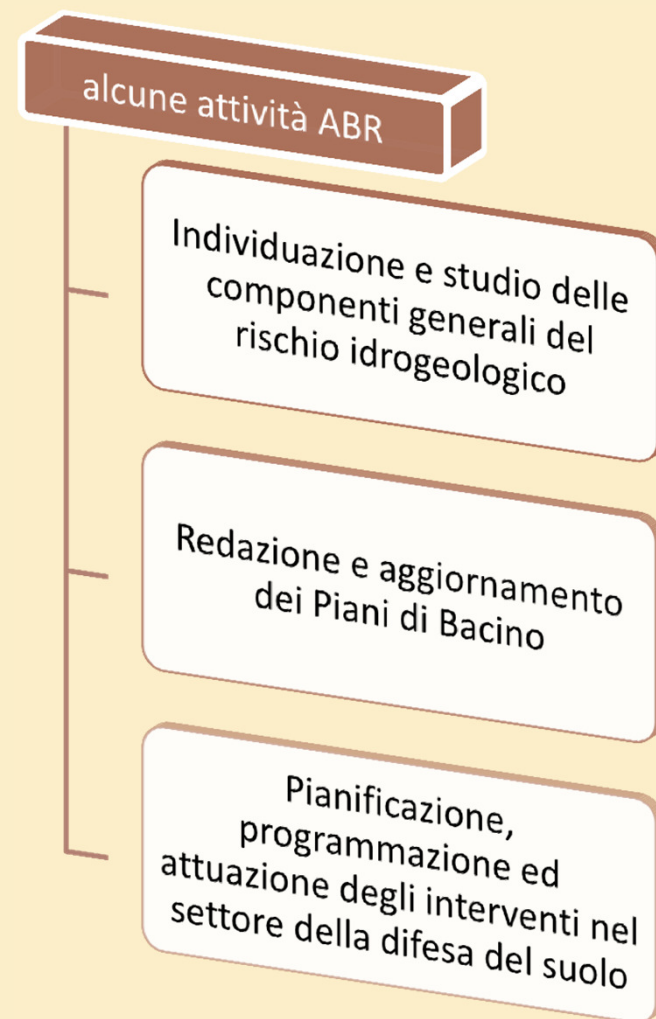 alcune attività ABR
Individuazione e studio delle
componenti generali del
rischio idrogeologico
Redazione e aggiornamento
dei Piani di Bacino
Pianificazione,
programmazione ed
attuazione degli interventi nel
settore della difesa del suolo